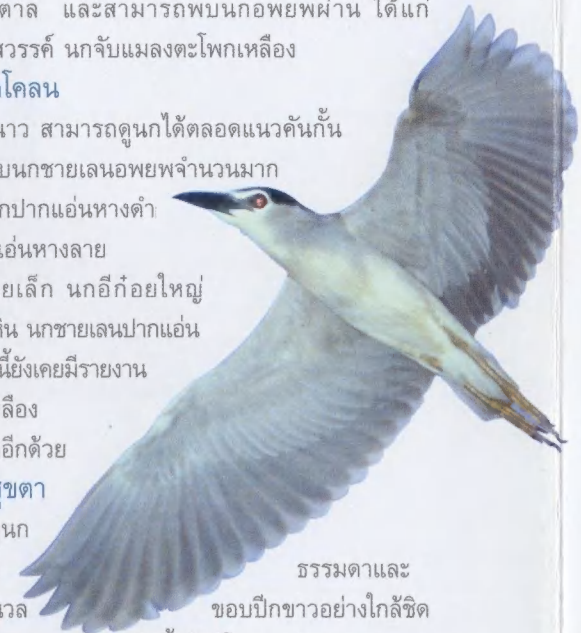 ตาล และสามารถพบนกอพยพผ่าน ได้แก่
สวรรค์ นกจับแมลงตะโพกเหลือง
โคลน
นาว สามารถดูนกได้ตลอดแนวคันกั้น
บนกชายเลนอพยพจำนวนมาก
กปากแอ่นหางดำ
แอ่นหางลาย
ยเล็ก นกอีก๋อยใหญ่
นกชายเลนปากแอ่น
นี้ยังเคยมีรายงาน
ลือง
อีกด้วย
ุขตา
นก
ธรรมดาและ
นวล ขอบปีกขาวอย่างใกล้ชิด